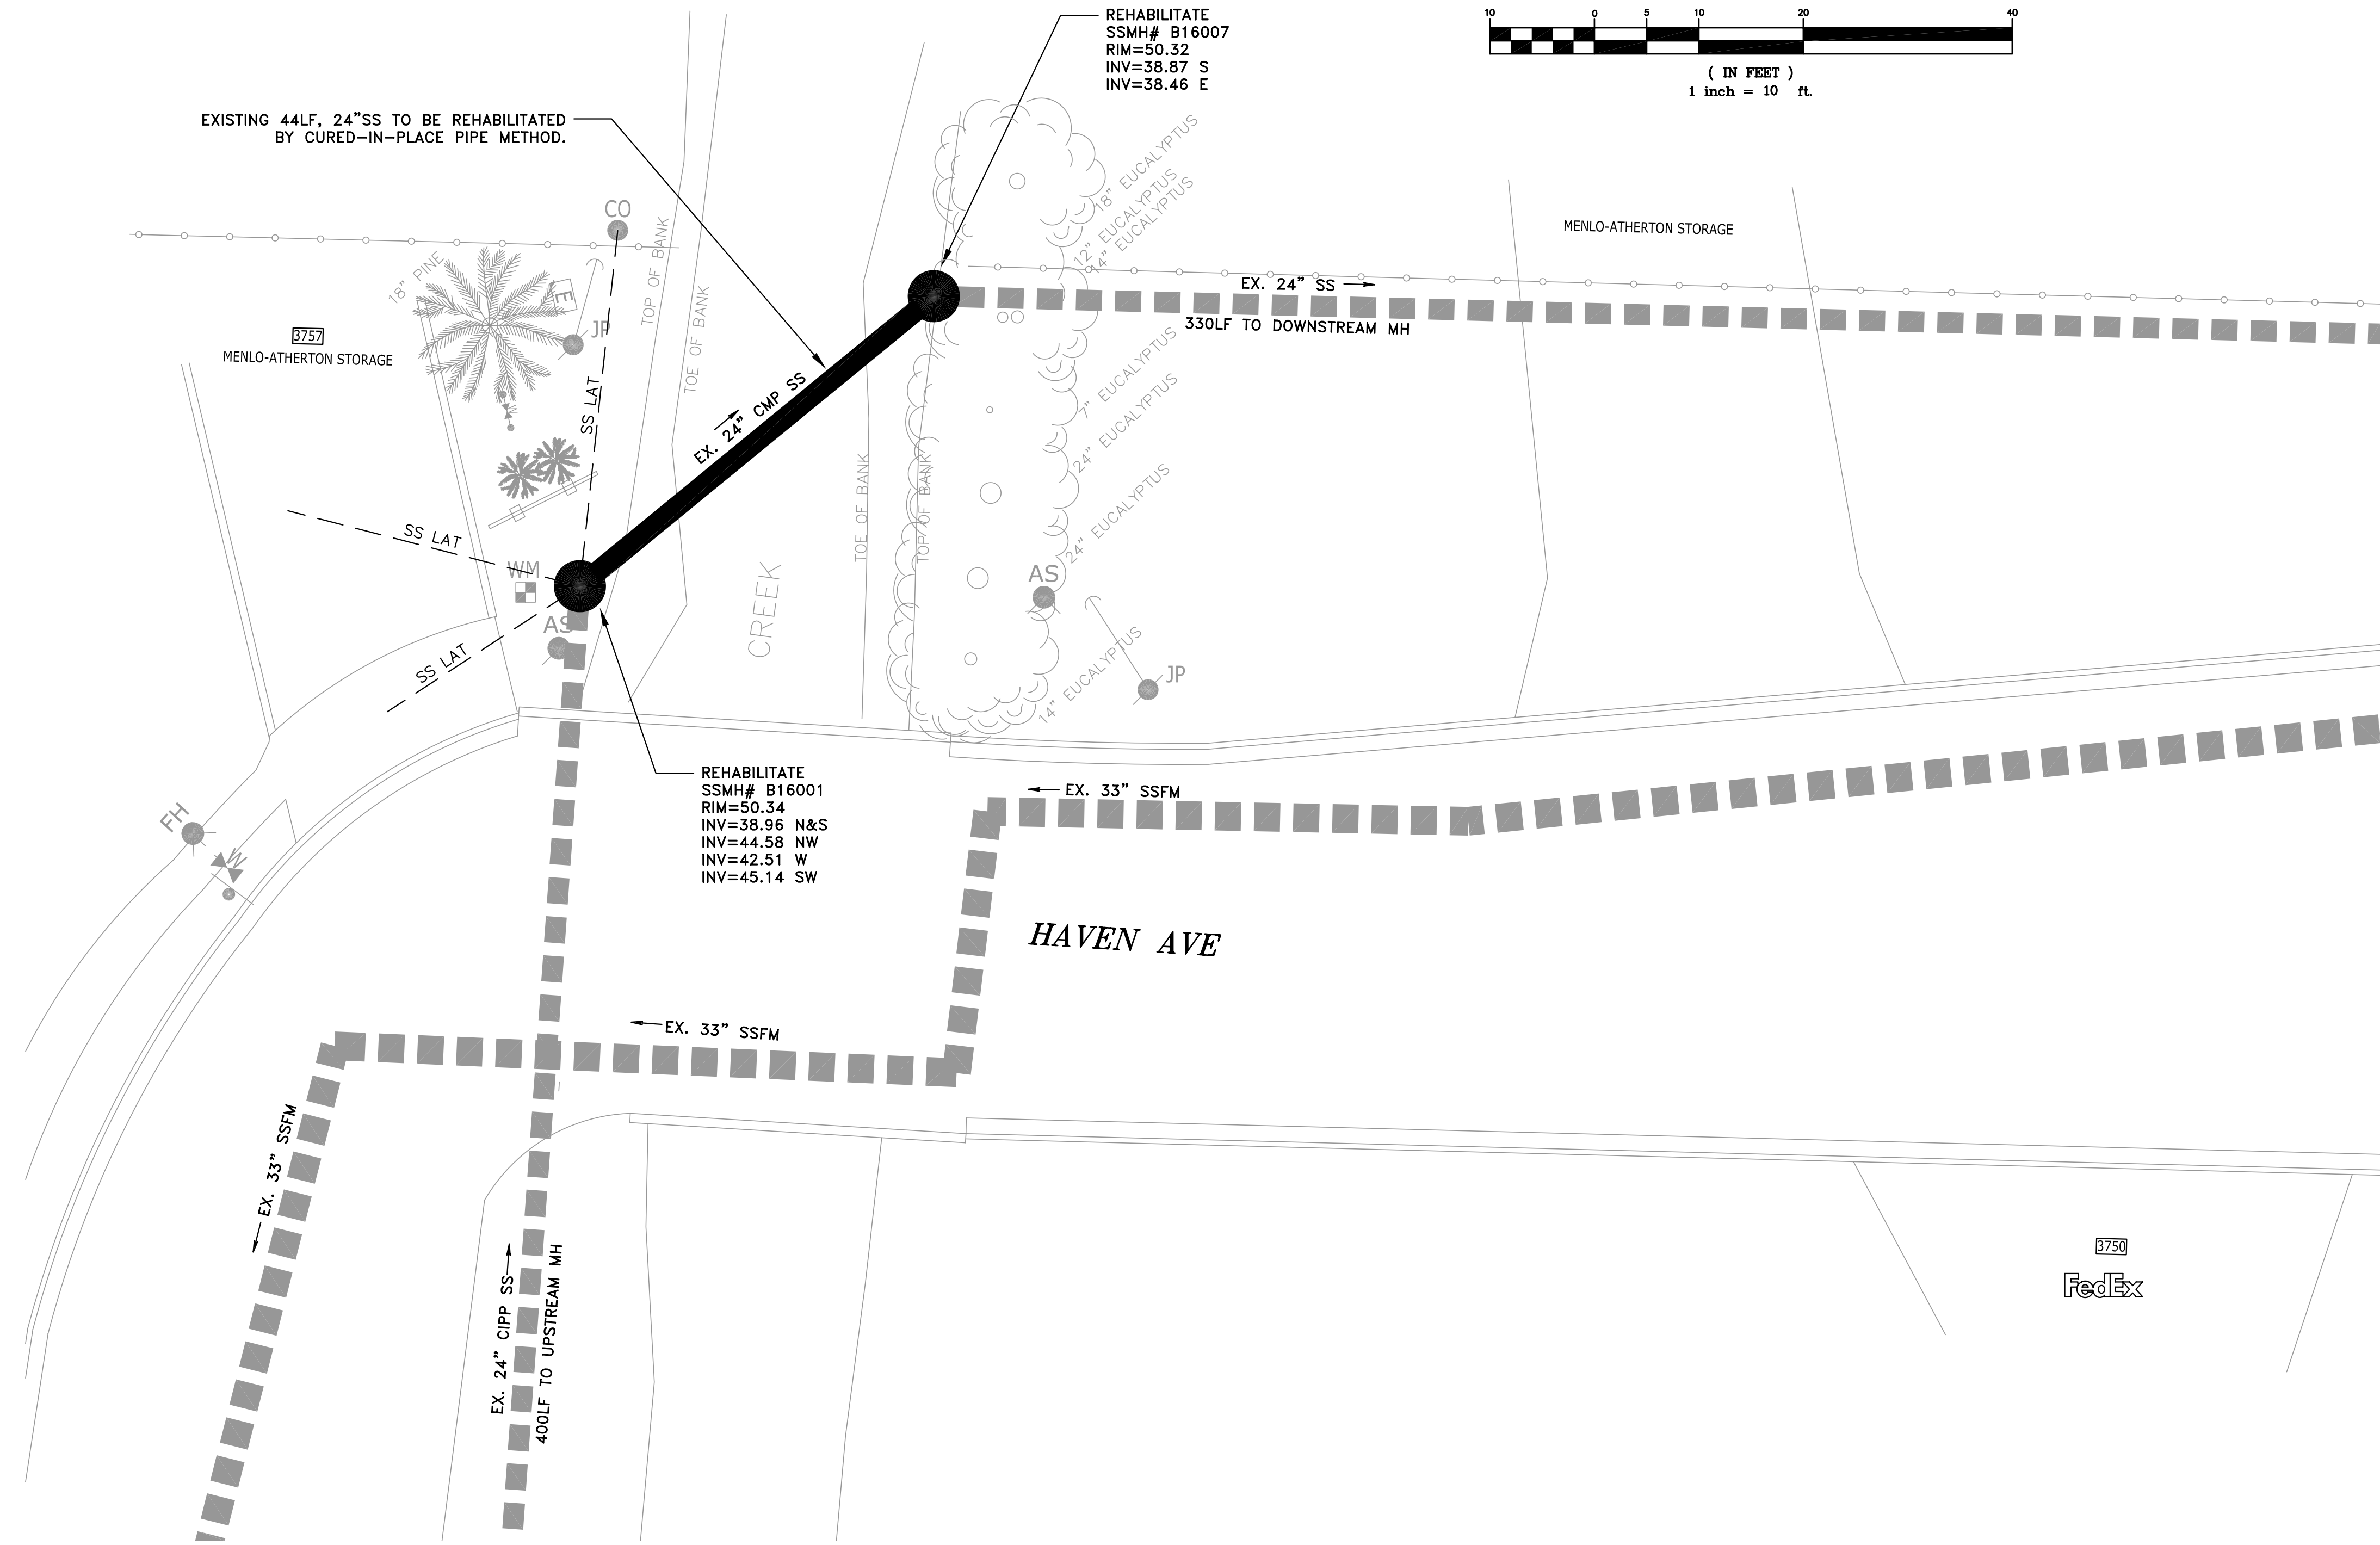 REHABILITATE
SSMH# B16007
RIM=50.32
INV=38.87 S
INV=38.46 E
10 0 5 10 20 40
( IN FEET )
1 inch = 10 ft.
EXISTING 44LF, 24"SS TO BE REHABILITATED
BY CURED-IN-PLACE PIPE METHOD.
18" EUCALYPTUS
12" EUCALYPTUS
14" EUCALYPTUS
CO
TOP OF BANK
TOE OF BANK
18" PINE
E
JP
3757
MENLO-ATHERTON STORAGE
MENLO-ATHERTON STORAGE
EX. 24" SS
330LF TO DOWNSTREAM MH
W
SS LAT
EX. 24" CMP SS
7" EUCALYPTUS
24" EUCALYPTUS
24" EUCALYPTUS
TOE OF BANK
TOP OF BANK
SS LAT
WM
AS
SS LAT
CREEK
AS
JP
14" EUCALYPTUS
REHABILITATE
SSMH# B16001
RIM=50.34
INV=38.96 N&S
INV=44.58 NW
INV=42.51 W
INV=45.14 SW
FH
W
EX. 33" SSFM
HAVEN AVE
EX. 33" SSFM
EX. 33" SSFM
EX. 24" CIPP SS
400LF TO UPSTREAM MH
3750
FedEx